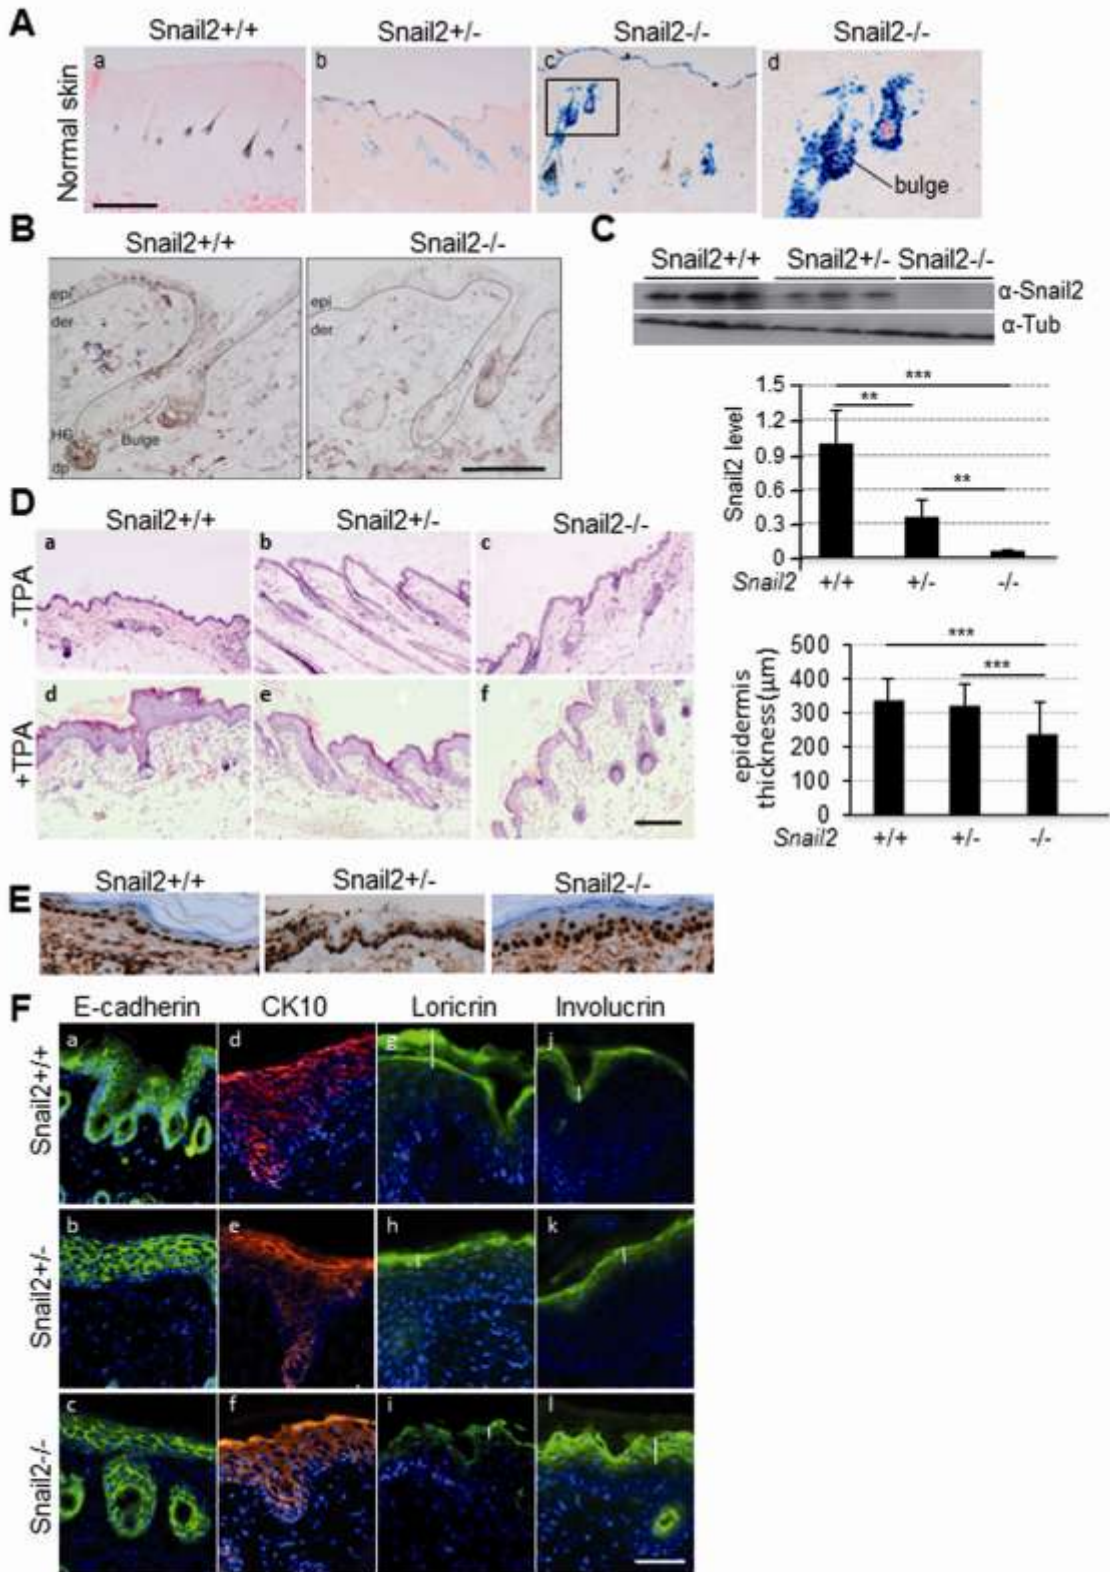 A
Snail2+/+ Snail2+/- Snail2-/- Snail2-/-
Normal skin
a b c d
bulge
B
Snail2+/+ Snail2-/-
epi
der
HG
Bulge
dp
epi
der
C
Snail2+/+ Snail2+/- Snail2-/-
α-Snail2
α-Tub
Snail2 level
1.5
1.2
0.9
0.6
0.3
0
***
**
**
Snail2 +/+ +/- -/-
D
Snail2+/+ Snail2+/- Snail2-/-
-TPA
a b c
+TPA
d e f
epidermis
thickness(µm)
500
400
300
200
100
0
***
***
Snail2 +/+ +/- -/-
E
Snail2+/+ Snail2+/- Snail2-/-
F
E-cadherin CK10 Loricrin Involucrin
Snail2+/+
a d g j
Snail2+/-
b e h k
Snail2-/-
c f i l